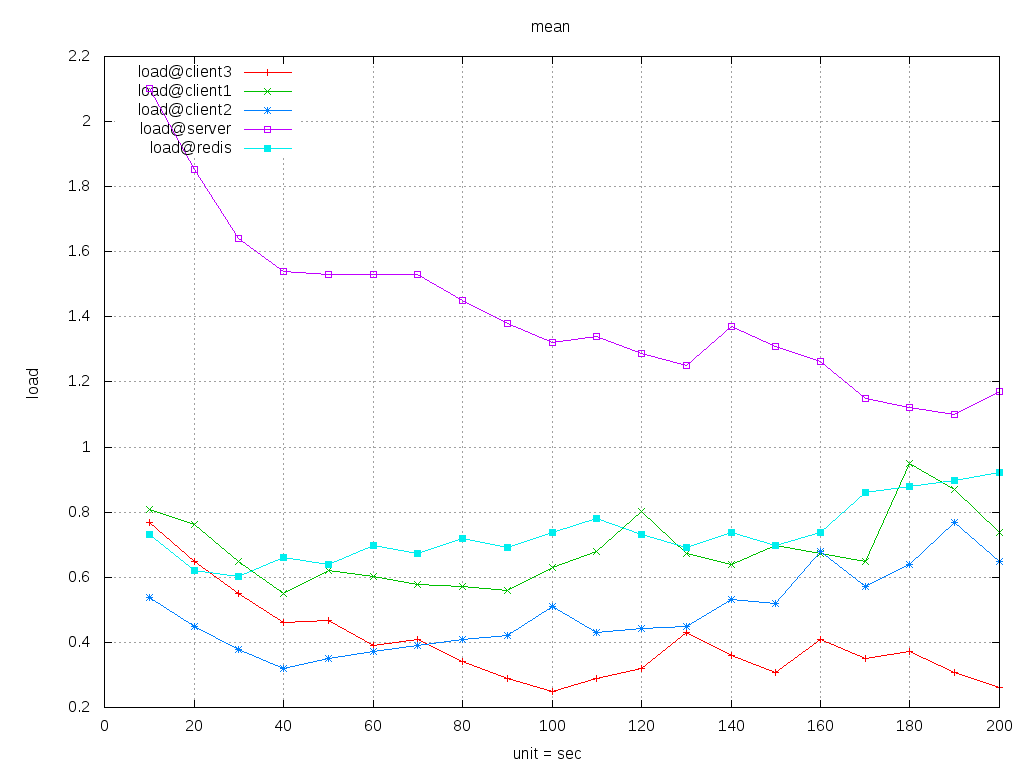 mean
2.2
2
1.8
1.6
1.4
1.2
1
0.8
0.6
0.4
0.2
load
load@client3
load@client1
load@client2
load@server
load@redis
0 20 40 60 80 100 120 140 160 180 200
unit = sec